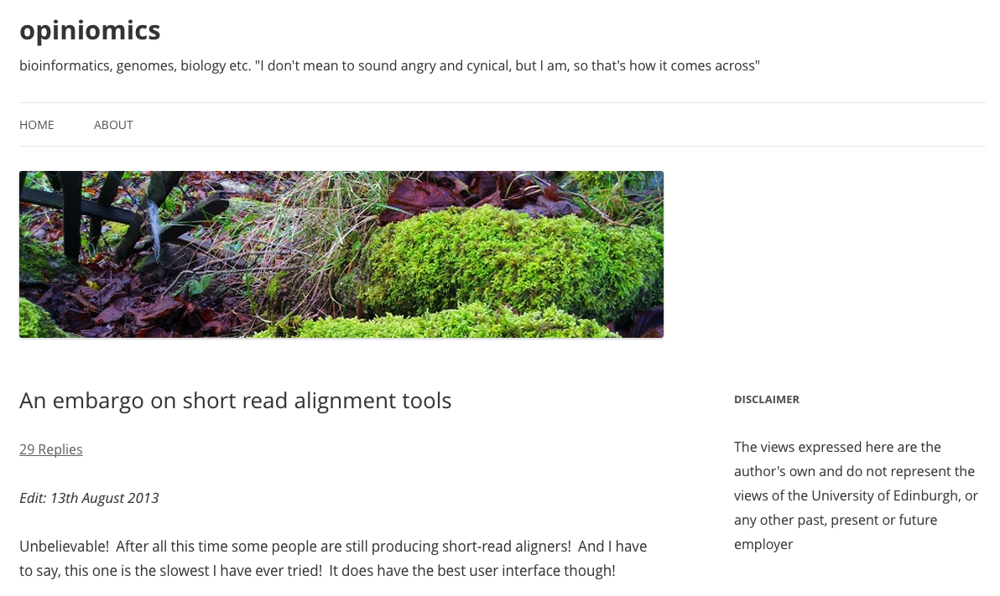 opiniomics
bioinformatics, genomes, biology etc. "I don't mean to sound angry and cynical, but I am, so that's how it comes across"
HOME ABOUT
An embargo on short read alignment tools
29 Replies
Edit: 13th August 2013
Unbelievable!  After all this time some people are still producing short-read aligners!  And I have
to say, this one is the slowest I have ever tried!  It does have the best user interface though!
DISCLAIMER
The views expressed here are the
author's own and do not represent the
views of the University of Edinburgh, or
any other past, present or future
employer